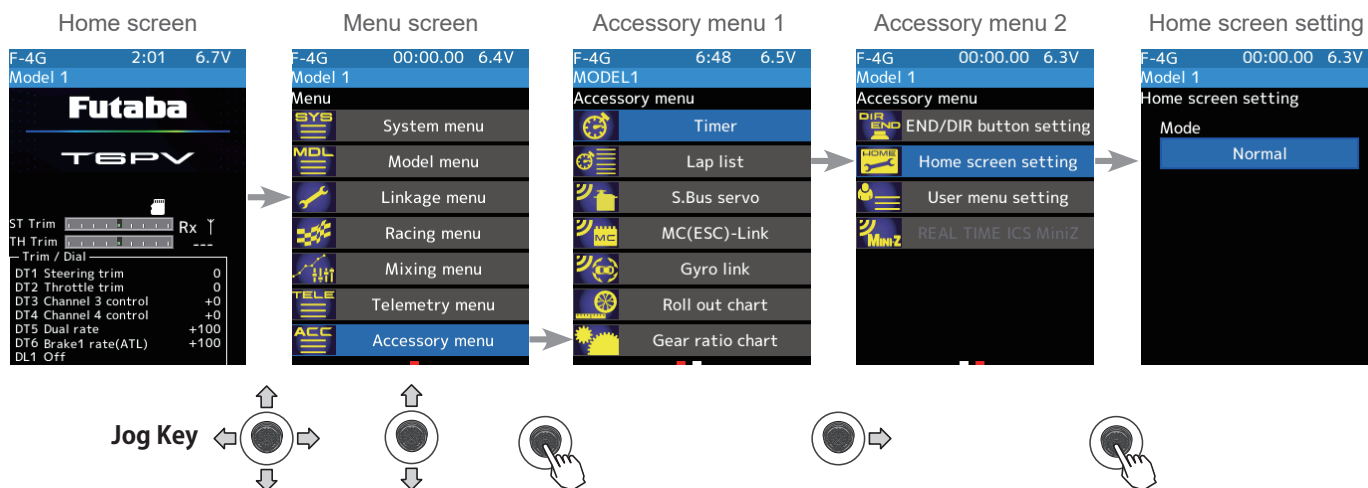 Home screen
Menu screen
Accessory menu 1
Accessory menu 2
Home screen setting
F-4G 2:01 6.7V
Model 1
Futaba
T6PV
ST Trim
Rx
TH Trim
---
Trim / Dial
DT1 Steering trim 0
DT2 Throttle trim 0
DT3 Channel 3 control +0
DT4 Channel 4 control +0
DT5 Dual rate +100
DT6 Brake1 rate(ATL) +100
DL1 Off
F-4G 00:00.00 6.4V
Model 1
Menu
SYS System menu
MDL Model menu
Linkage menu
Racing menu
Mixing menu
TELE Telemetry menu
ACC Accessory menu
F-4G 6:48 6.5V
MODEL1
Accessory menu
Timer
Lap list
S.Bus servo
MC MC(ESC)-Link
Gyro link
Roll out chart
Gear ratio chart
F-4G 00:00.00 6.3V
Model 1
Accessory menu
DIR END END/DIR button setting
HOME Home screen setting
User menu setting
MINI-Z REAL TIME ICS MiniZ
F-4G 00:00.00 6.3V
Model 1
Home screen setting
Mode
Normal
Jog Key